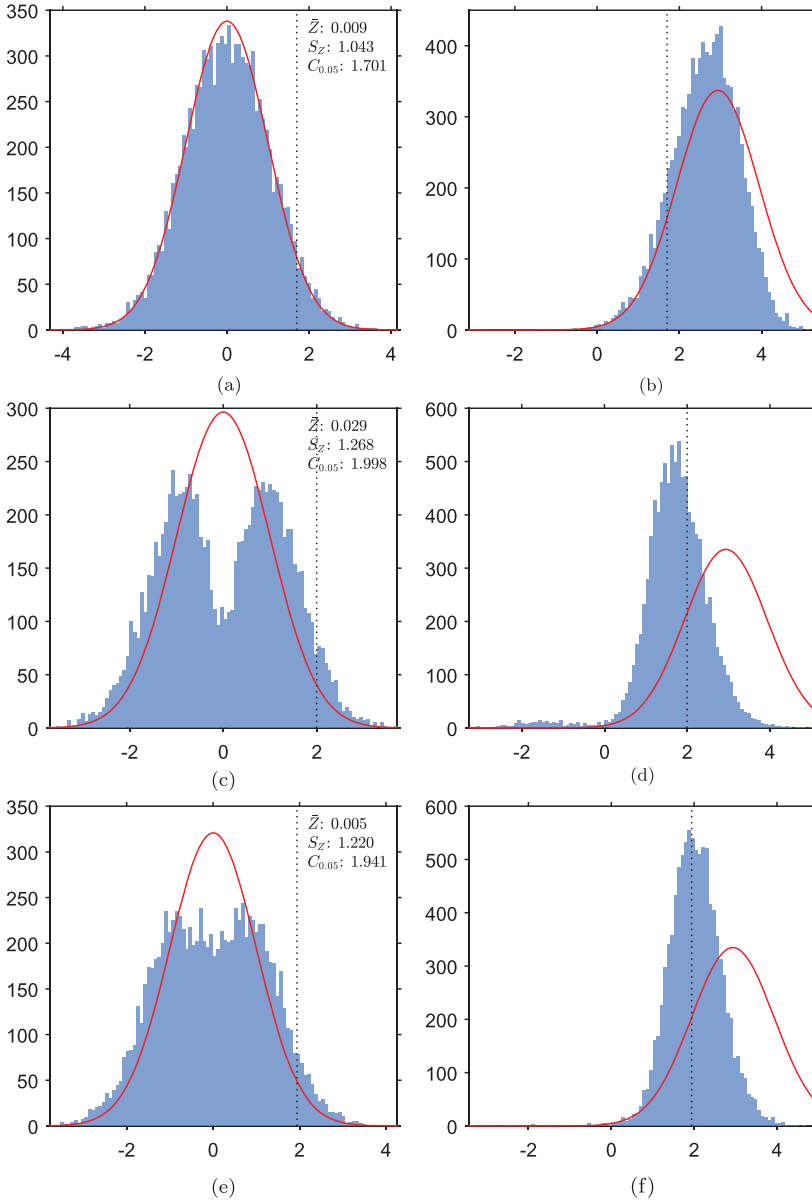 350
300
250
200
150
100
50
0
-4 -2 0 2 4
Z̄: 0.009
S_Z: 1.043
C_0.05: 1.701
(a)
400
300
200
100
0
-2 0 2 4
(b)
300
250
200
150
100
50
0
-2 0 2
Z̄: 0.029
S_Z: 1.268
C_0.05: 1.998
(c)
600
500
400
300
200
100
0
-2 0 2 4
(d)
350
300
250
200
150
100
50
0
-2 0 2
Z̄: 0.005
S_Z: 1.220
C_0.05: 1.941
(e)
600
500
400
300
200
100
0
-2 0 2 4
(f)